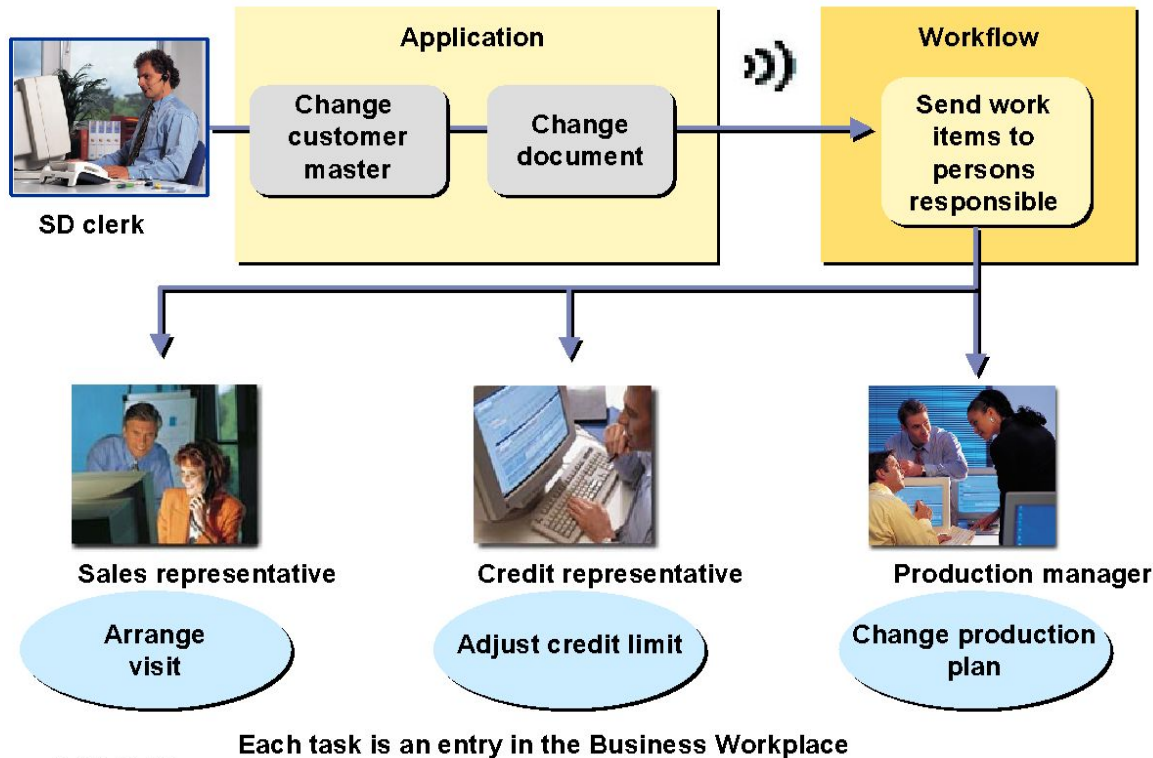 Application
Workflow
Change
customer
master
Change
document
Send work
items to
persons
responsible
SD clerk
Sales representative
Credit representative
Production manager
Arrange
visit
Adjust credit limit
Change production
plan
Each task is an entry in the Business Workplace